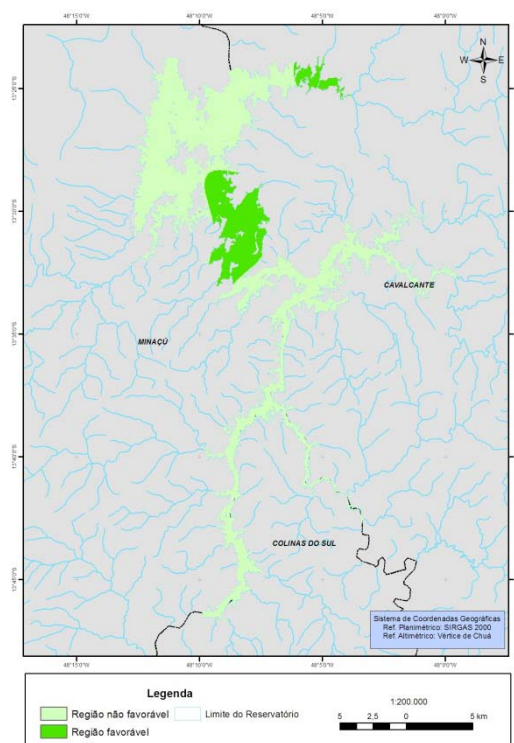 48°15'0"W 48°10'0"W 48°5'0"W 48°0'0"W
N
W E
S
CAVALCANTE
MINAÇÚ
COLINAS DO SUL
Sistema de Coordenadas Geográficas
Ref. Planimétrico: SIRGAS 2000
Ref. Altimétrico: Vértice de Chuá
48°15'0"W 48°10'0"W 48°5'0"W 48°0'0"W
Legenda
Região não favorável Limite do Reservatório
Região favorável
1:200.000
5 2,5 0 5 km